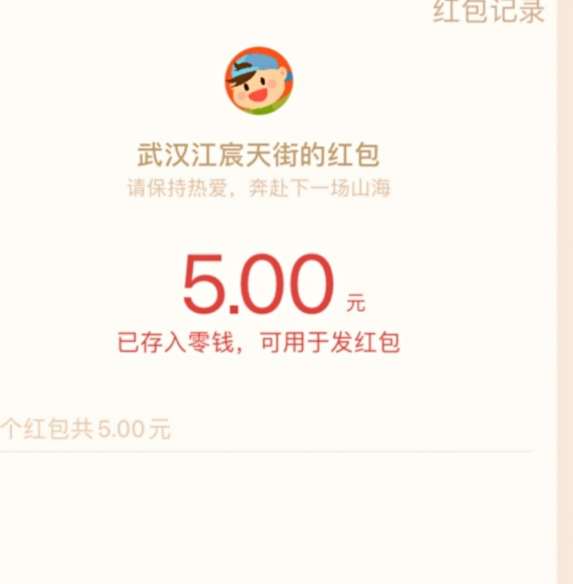 红包记录
武汉江宸天街的红包
请保持热爱，奔赴下一场山海
5.00 元
已存入零钱，可用于发红包
个红包共5.00元